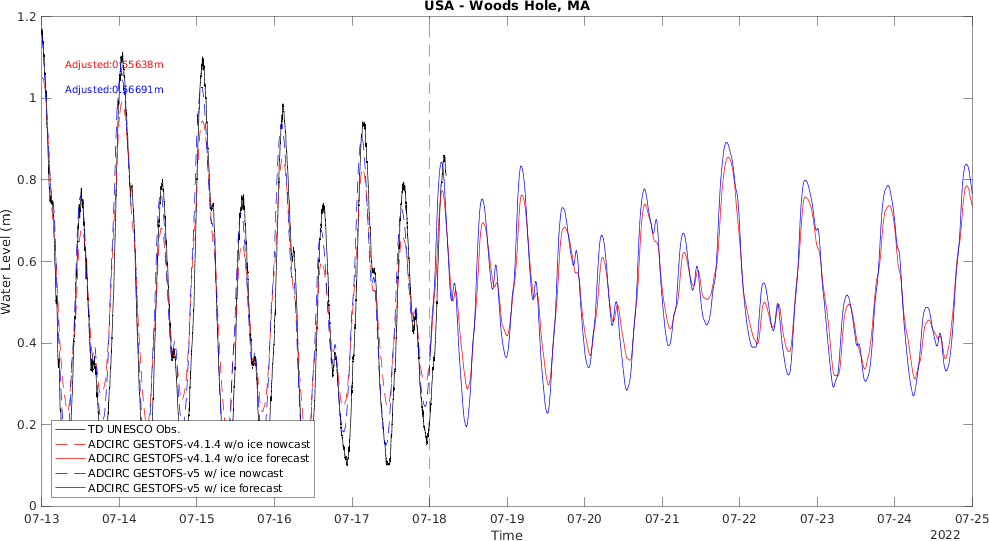 USA - Woods Hole, MA
1.2
1
0.8
0.6
0.4
0.2
0
Water Level (m)
Adjusted:0.55638m
Adjusted:0.56691m
TD UNESCO Obs.
ADCIRC GESTOFS-v4.1.4 w/o ice nowcast
ADCIRC GESTOFS-v4.1.4 w/o ice forecast
ADCIRC GESTOFS-v5 w/ ice nowcast
ADCIRC GESTOFS-v5 w/ ice forecast
07-13 07-14 07-15 07-16 07-17 07-18 07-19 07-20 07-21 07-22 07-23 07-24 07-25
Time
2022